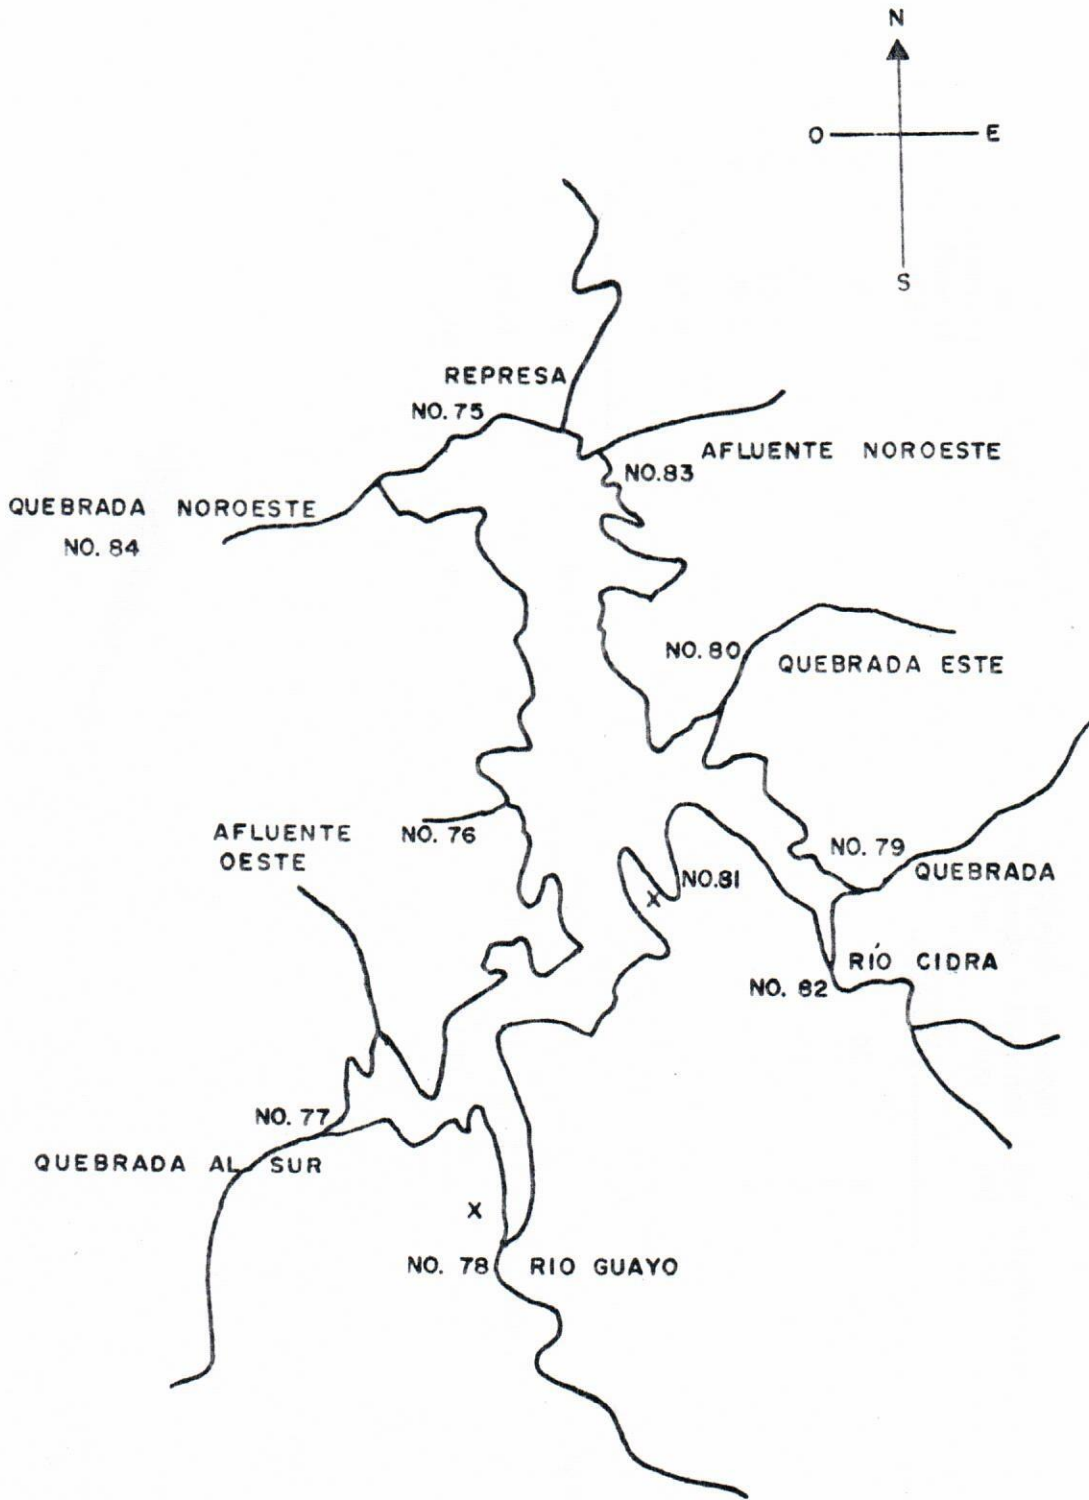 N
O E
S
REPRESA
NO. 75
AFLUENTE NOROESTE
NO.83
QUEBRADA NOROESTE
NO. 84
NO. 80
QUEBRADA ESTE
AFLUENTE
OESTE
NO. 76
NO. 79
QUEBRADA
NO.81
X
RÍO CIDRA
NO. 82
NO. 77
QUEBRADA AL SUR
X
NO. 78 RIO GUAYO